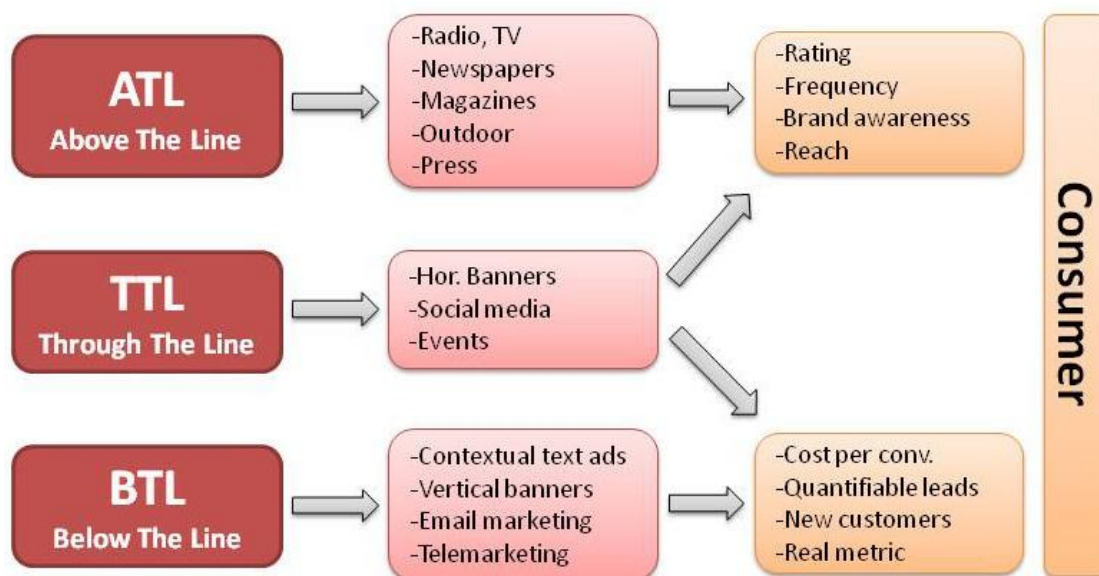 ATL
Above The Line
-Radio, TV
-Newspapers
-Magazines
-Outdoor
-Press
-Rating
-Frequency
-Brand awareness
-Reach
TTL
Through The Line
-Hor. Banners
-Social media
-Events
BTL
Below The Line
-Contextual text ads
-Vertical banners
-Email marketing
-Telemarketing
-Cost per conv.
-Quantifiable leads
-New customers
-Real metric
Consumer